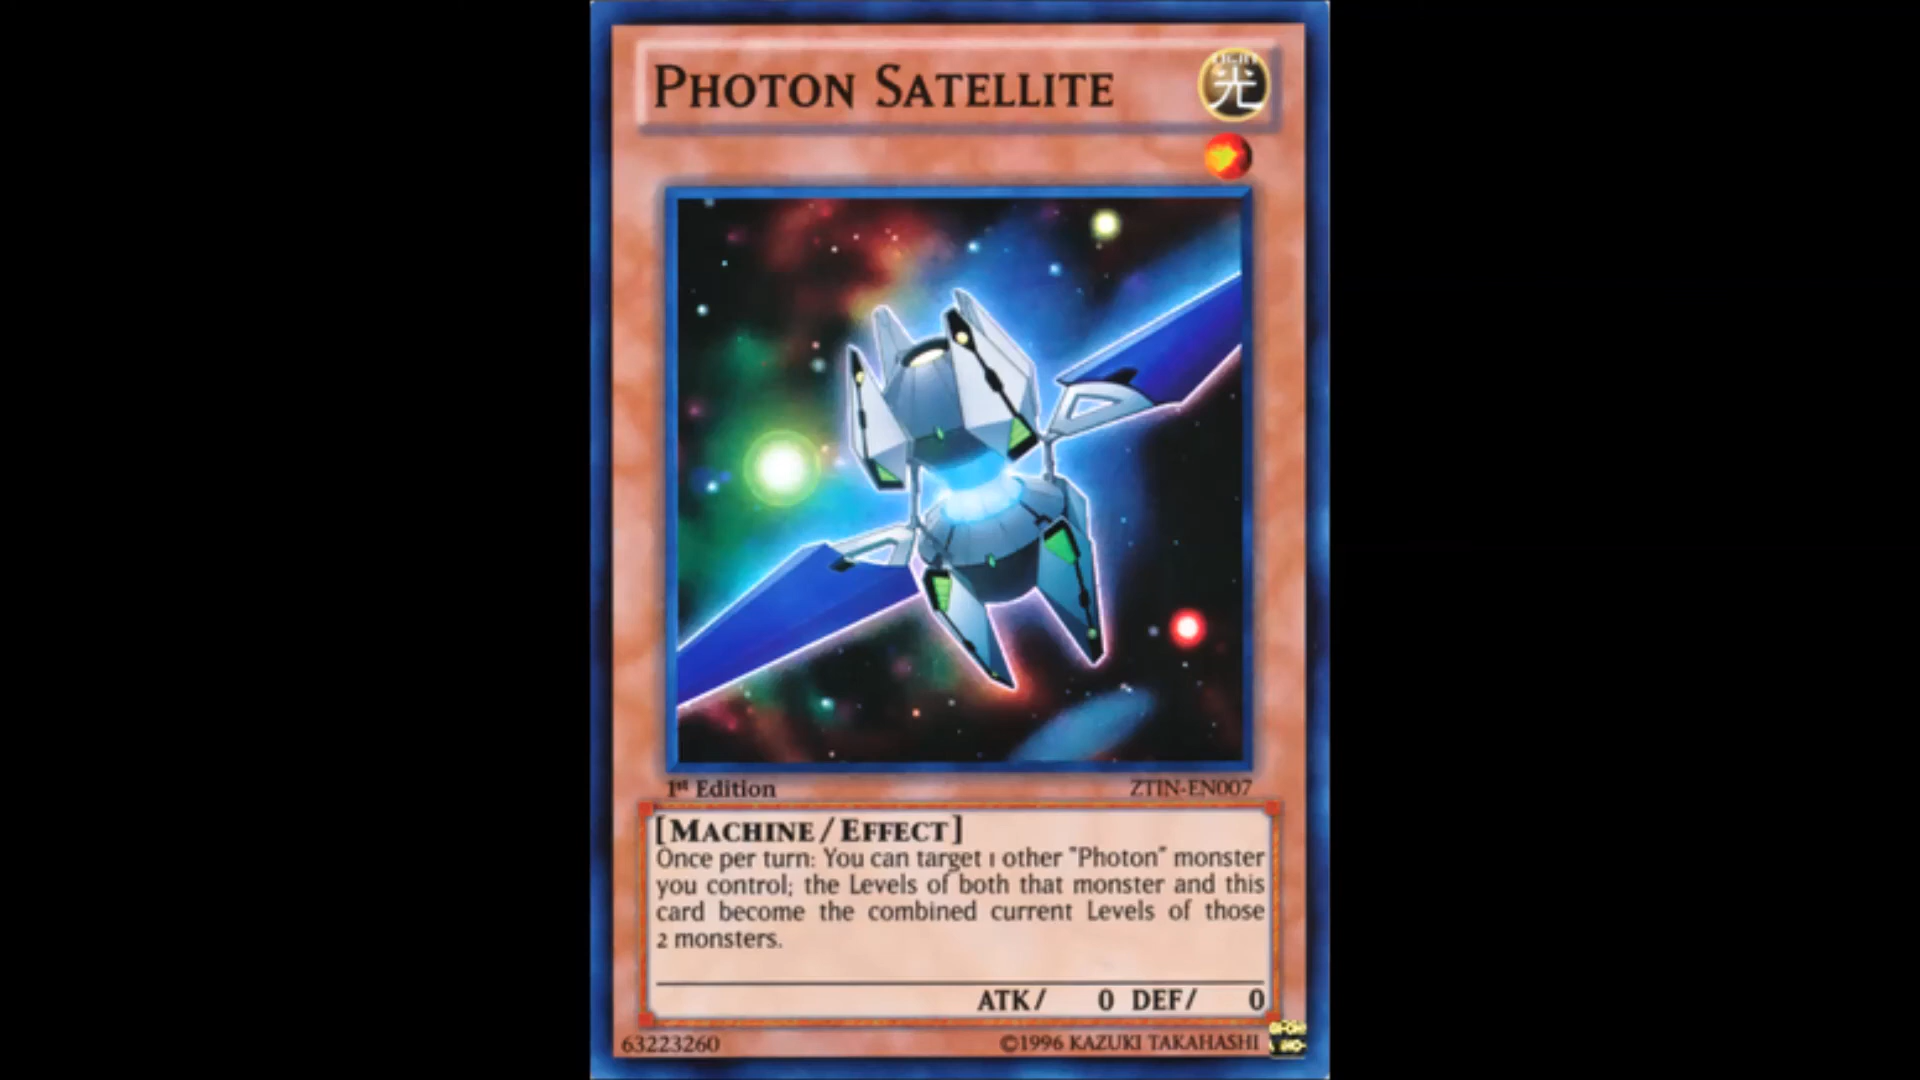 PHOTON SATELLITE
光
1st Edition
ZTIN-EN007
[MACHINE/EFFECT]
Once per turn: You can target 1 other "Photon" monster
you control; the Levels of both that monster and this
card become the combined current Levels of those
2 monsters.
ATK/ 0 DEF/ 0
63223260
©1996 KAZUKI TAKAHASHI